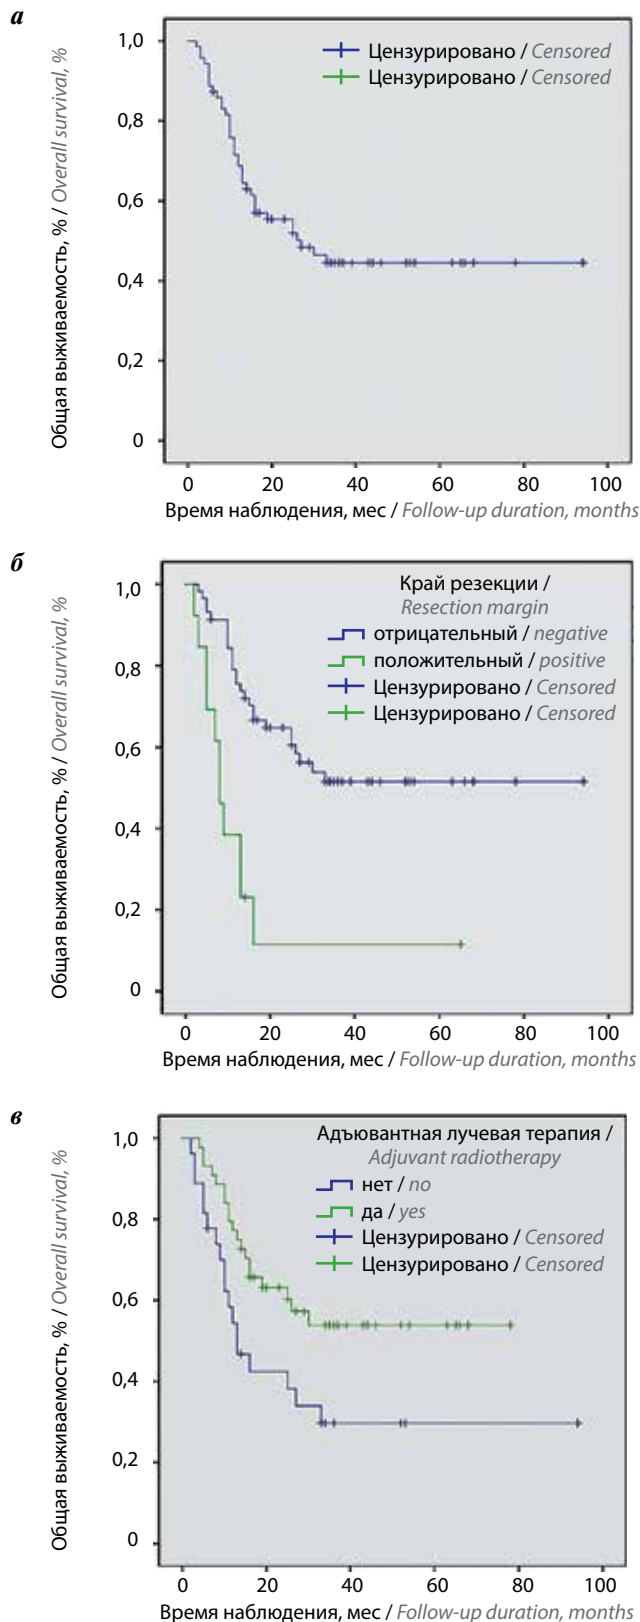 а
Общая выживаемость, % / Overall survival, %
1,0
0,8
0,6
0,4
0,2
0
Цензурировано / Censored
Цензурировано / Censored
0 20 40 60 80 100
Время наблюдения, мес / Follow-up duration, months
б
Общая выживаемость, % / Overall survival, %
1,0
0,8
0,6
0,4
0,2
0
Край резекции /
Resection margin
отрицательный / negative
положительный / positive
Цензурировано / Censored
Цензурировано / Censored
0 20 40 60 80 100
Время наблюдения, мес / Follow-up duration, months
в
Общая выживаемость, % / Overall survival, %
1,0
0,8
0,6
0,4
0,2
0
Адъювантная лучевая терапия /
Adjuvant radiotherapy
нет / no
да / yes
Цензурировано / Censored
Цензурировано / Censored
0 20 40 60 80 100
Время наблюдения, мес / Follow-up duration, months